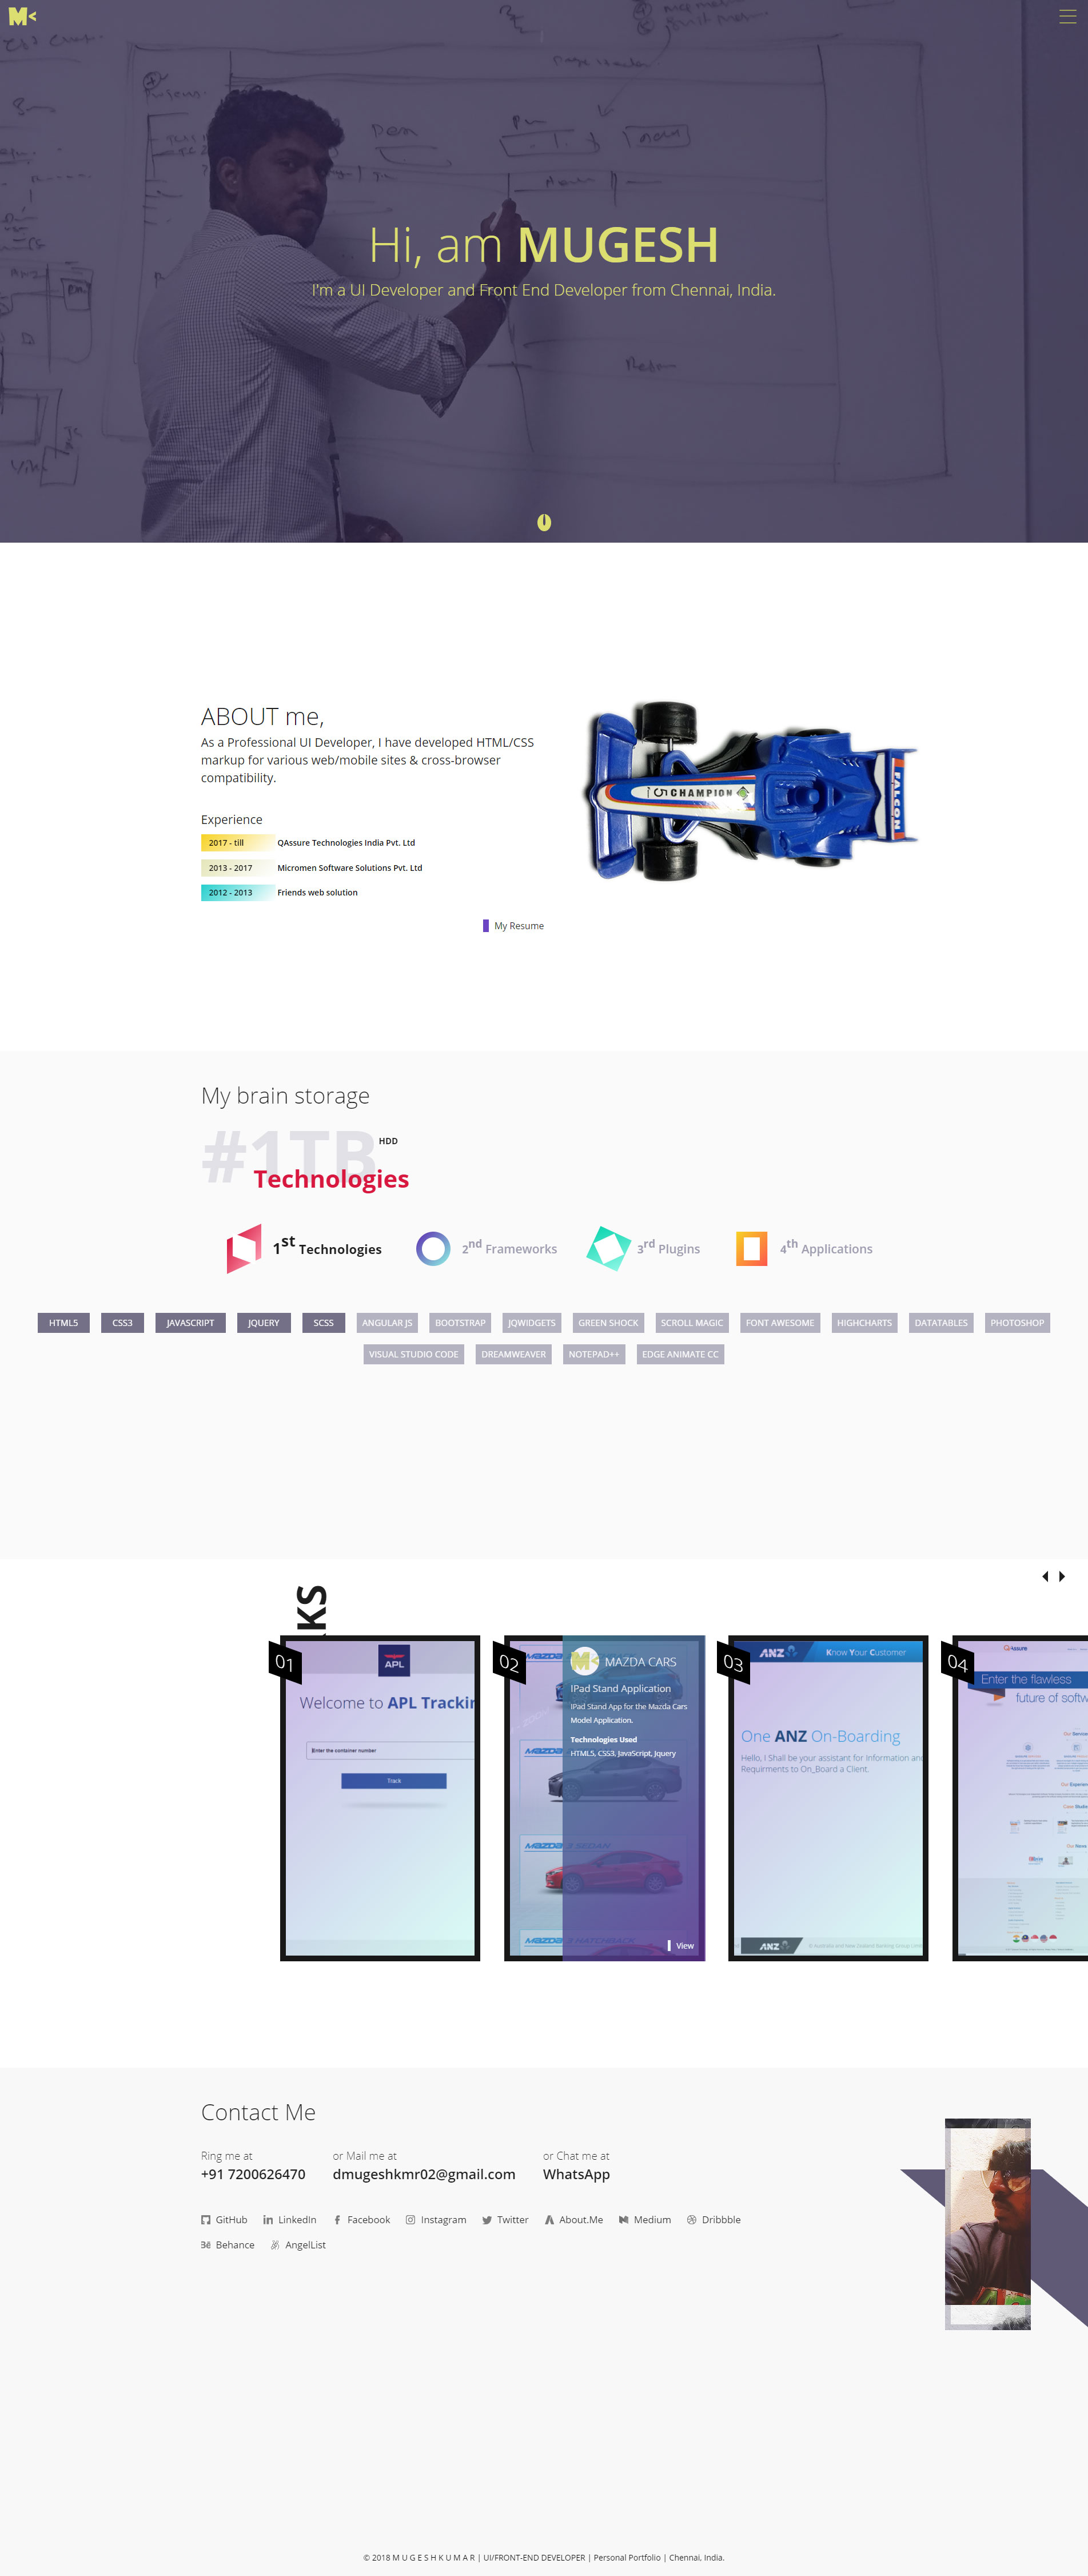 M<
Hi, am MUGESH
I'm a UI Developer and Front End Developer from Chennai, India.
ABOUT me,
As a Professional UI Developer, I have developed HTML/CSS
markup for various web/mobile sites & cross-browser
compatibility.
Experience
2017 - till QAssure Technologies India Pvt. Ltd
2013 - 2017 Micromen Software Solutions Pvt. Ltd
2012 - 2013 Friends web solution
5 CHAMPION
FALCON
My Resume
My brain storage
#1TB HDD
Technologies
1st Technologies
2nd Frameworks
3rd Plugins
4th Applications
HTML5 CSS3 JAVASCRIPT JQUERY SCSS ANGULAR JS BOOTSTRAP JQWIDGETS GREEN SHOCK SCROLL MAGIC FONT AWESOME HIGHCHARTS DATATABLES PHOTOSHOP
VISUAL STUDIO CODE DREAMWEAVER NOTEPAD++ EDGE ANIMATE CC
KS
01
APL
Welcome to APL Trackin
Enter the container number
Track
02
MAZDA CARS
IPad Stand Application
IPad Stand App for the Mazda Cars
Model Application.
Technologies Used
HTML5, CSS3, JavaScript, Jquery
View
03
ANZ Know Your Customer
One ANZ On-Boarding
Hello, I Shall be your assistant for Information and
Requirments to On_Board a Client.
ANZ
04
QAssure
Enter the flawless
future of softw
Contact Me
Ring me at
+91 7200626470
or Mail me at
dmugeshkmr02@gmail.com
or Chat me at
WhatsApp
GitHub LinkedIn Facebook Instagram Twitter About.Me Medium Dribbble
Behance AngelList
© 2018 M U G E S H K U M A R | UI/FRONT-END DEVELOPER | Personal Portfolio | Chennai, India.